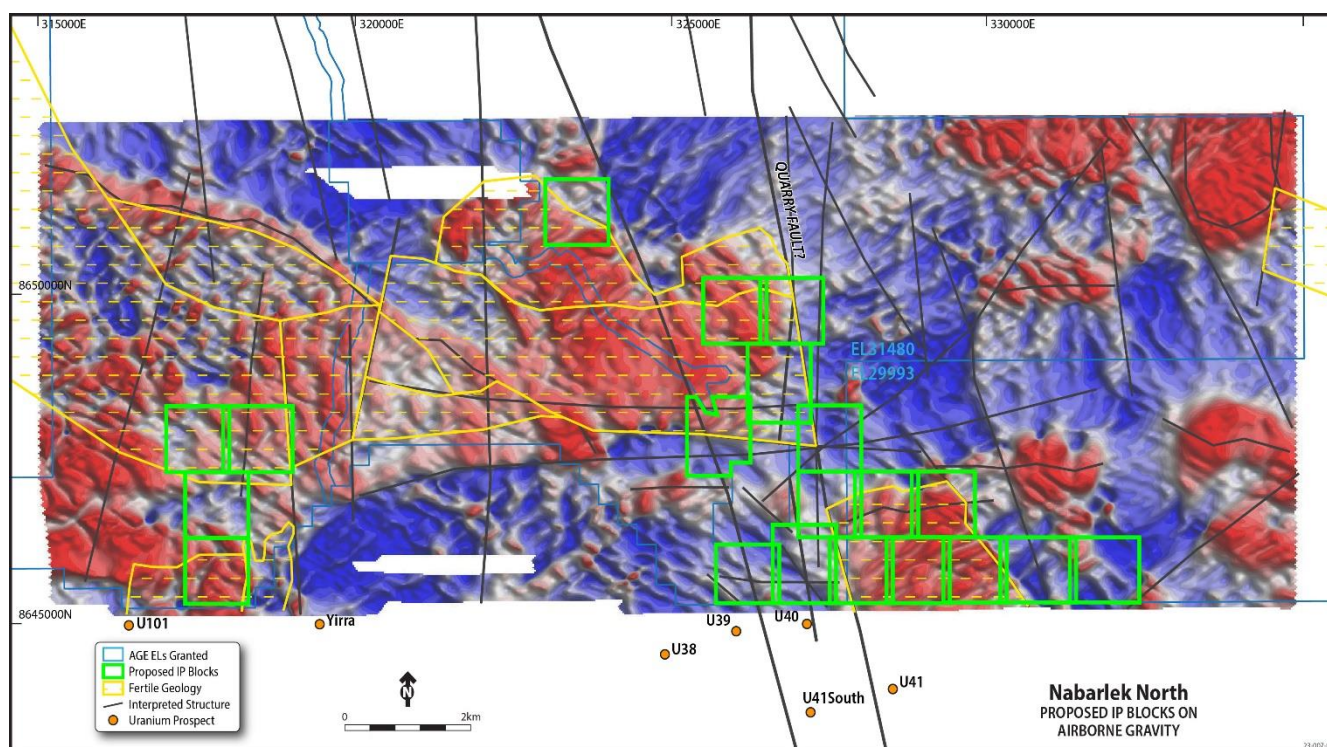 315000E
320000E
325000E
330000E
QUARRY FAULT?
8650000N
EL31480
EL29993
8645000N
U101
Yirra
U39
U40
U38
U41
U41South
AGE ELs Granted
Proposed IP Blocks
Fertile Geology
Interpreted Structure
Uranium Prospect
N
0
2km
Nabarlek North
PROPOSED IP BLOCKS ON
AIRBORNE GRAVITY